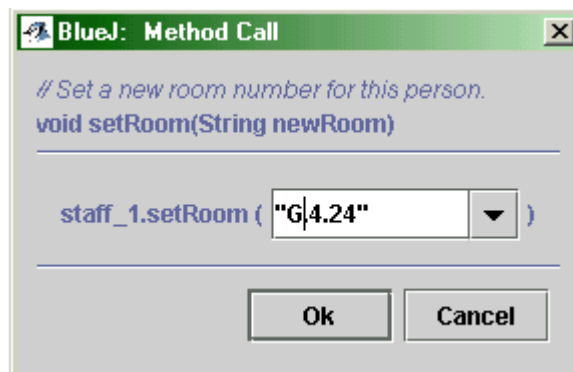 BlueJ: Method Call
// Set a new room number for this person.
void setRoom(String newRoom)
staff_1.setRoom ( "G.4.24" )
Ok Cancel